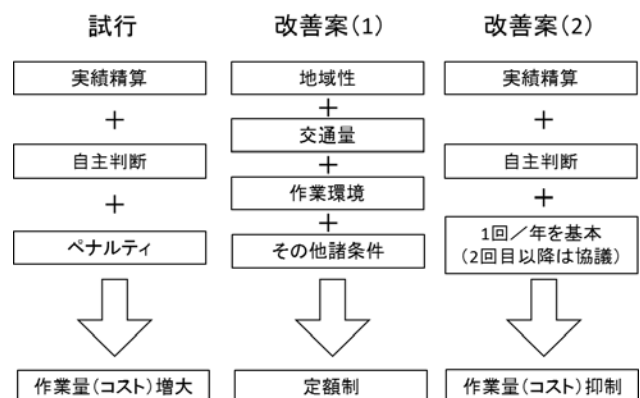 試行
実績精算
+
自主判断
+
ペナルティ
作業量(コスト)増大
改善案(1)
地域性
+
交通量
+
作業環境
+
その他諸条件
定額制
改善案(2)
実績精算
+
自主判断
+
1回/年を基本
(2回目以降は協議)
作業量(コスト)抑制